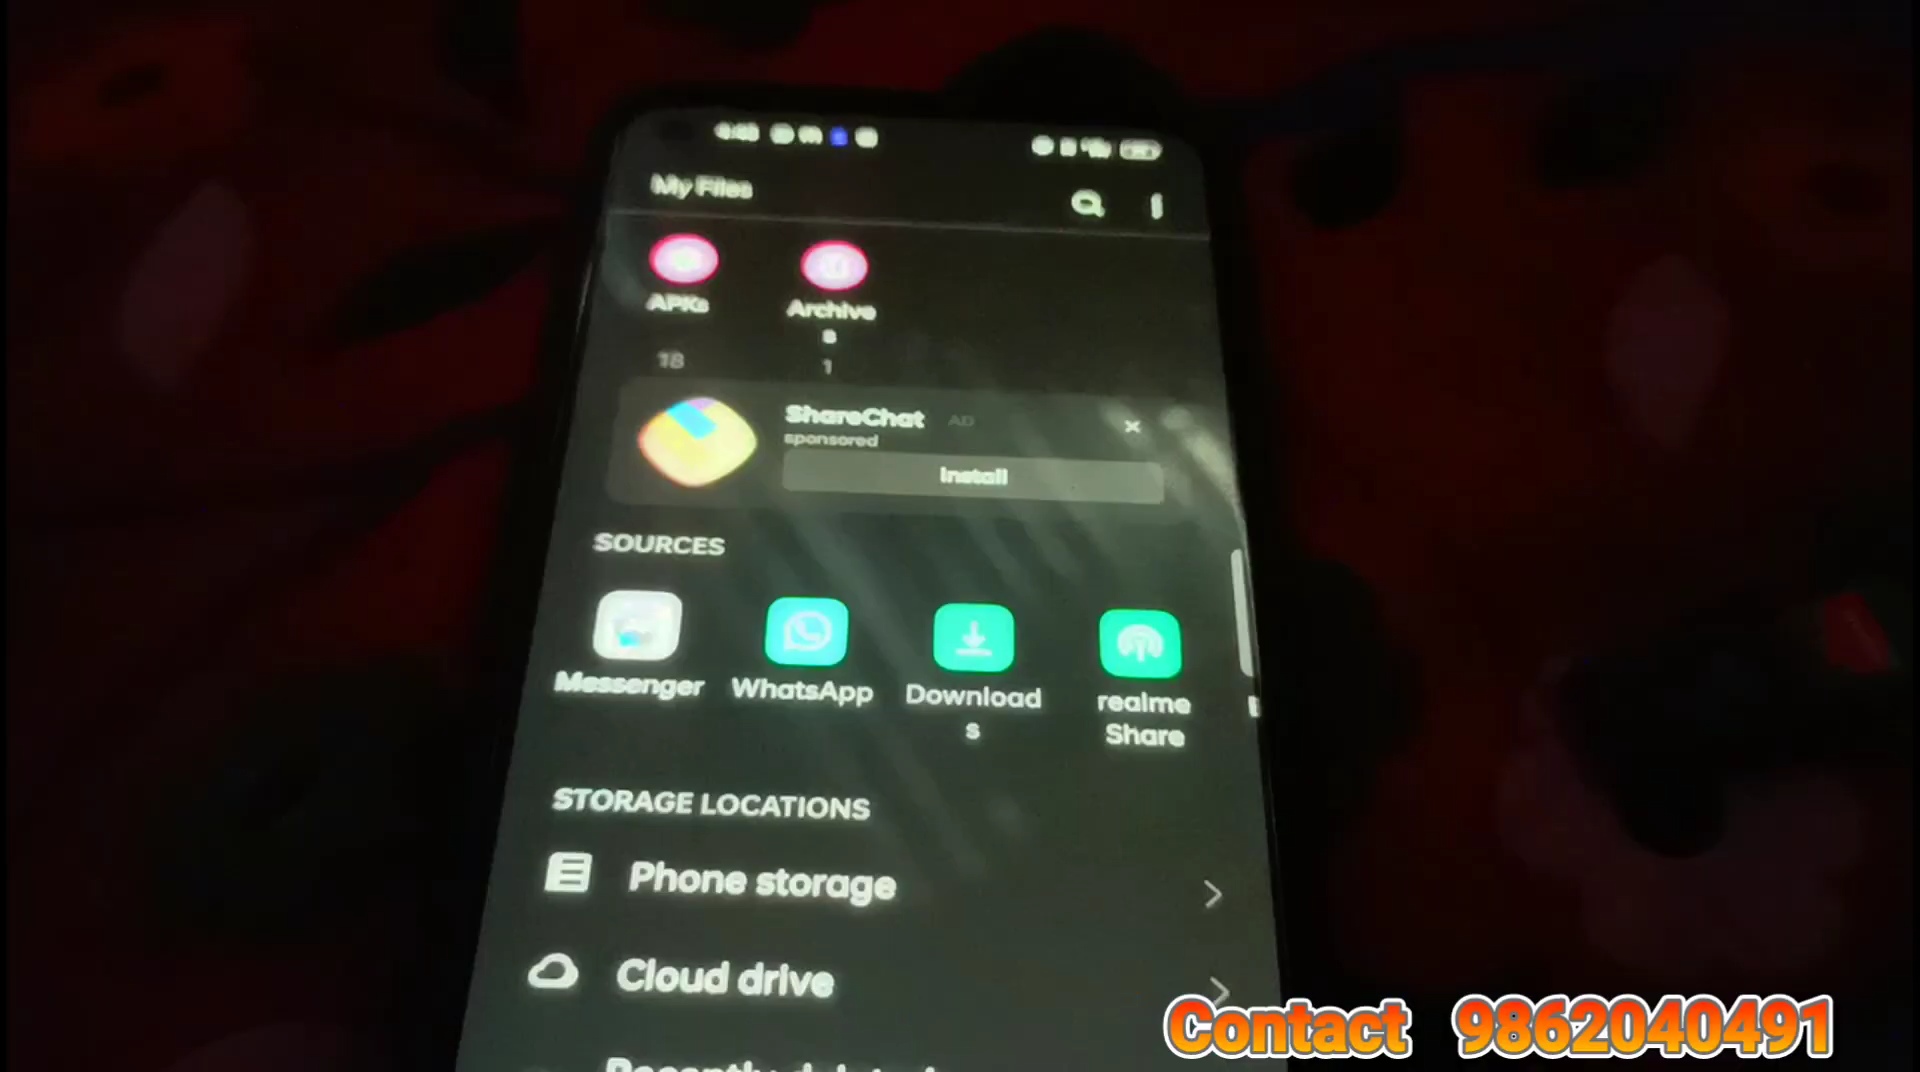 My Files
APKs
Archive
s
18
1
ShareChat AD
sponsored
Install
SOURCES
Messenger
WhatsApp
Download
s
realme
Share
STORAGE LOCATIONS
Phone storage
Cloud drive
Contact 9862040491